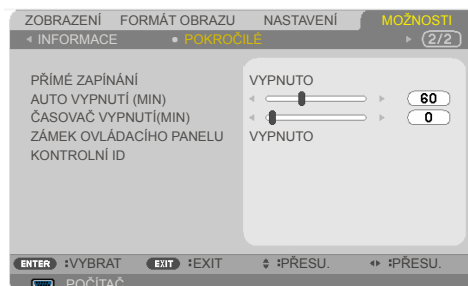 ZOBRAZENÍ FORMÁT OBRAZU NASTAVENÍ MOŽNOSTI
INFORMACE • POKROČILÉ (2/2)
PŘÍMÉ ZAPÍNÁNÍ VYPNUTO
AUTO VYPNUTÍ (MIN) 60
ČASOVAČ VYPNUTÍ(MIN) 0
ZÁMEK OVLÁDACÍHO PANELU VYPNUTO
KONTROLNÍ ID
ENTER :VYBRAT EXIT :EXIT :PŘESU. :PŘESU.
POČÍTAČ